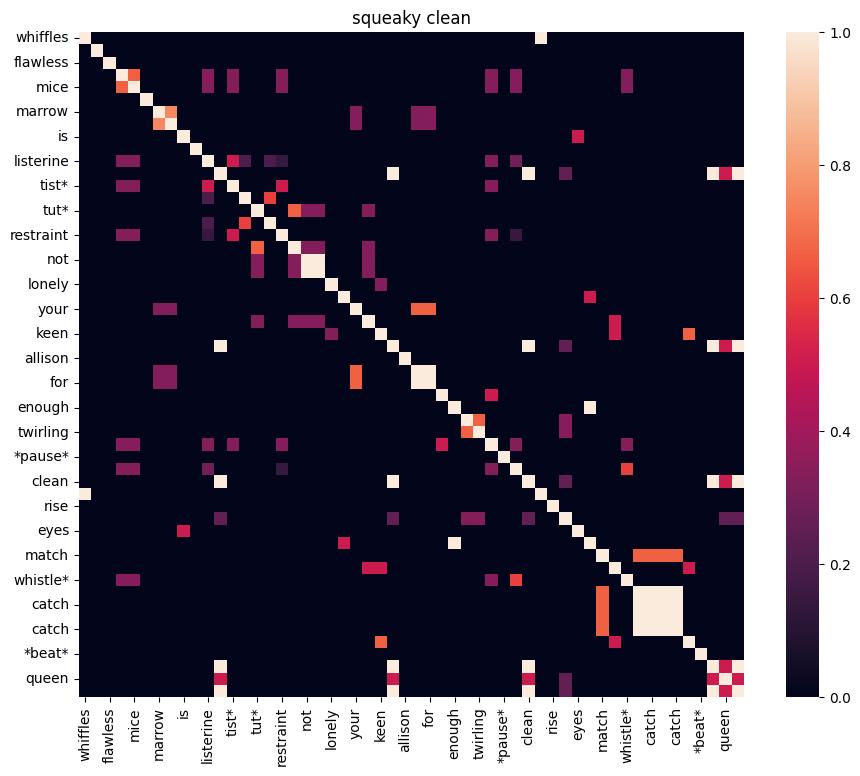 squeaky clean
whiffles
flawless
mice
marrow
is
listerine
tist*
tut*
restraint
not
lonely
your
keen
allison
for
enough
twirling
*pause*
clean
rise
eyes
match
whistle*
catch
catch
*beat*
queen
1.0
0.8
0.6
0.4
0.2
0.0
whiffles
flawless
mice
marrow
is
listerine
tist*
tut*
restraint
not
lonely
your
keen
allison
for
enough
twirling
*pause*
clean
rise
eyes
match
whistle*
catch
catch
*beat*
queen